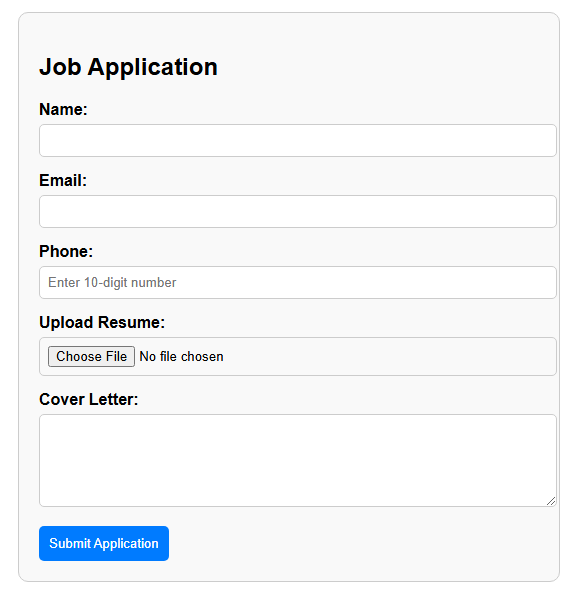 Job Application
Name:
Email:
Phone:
Enter 10-digit number
Upload Resume:
Choose File No file chosen
Cover Letter:
Submit Application